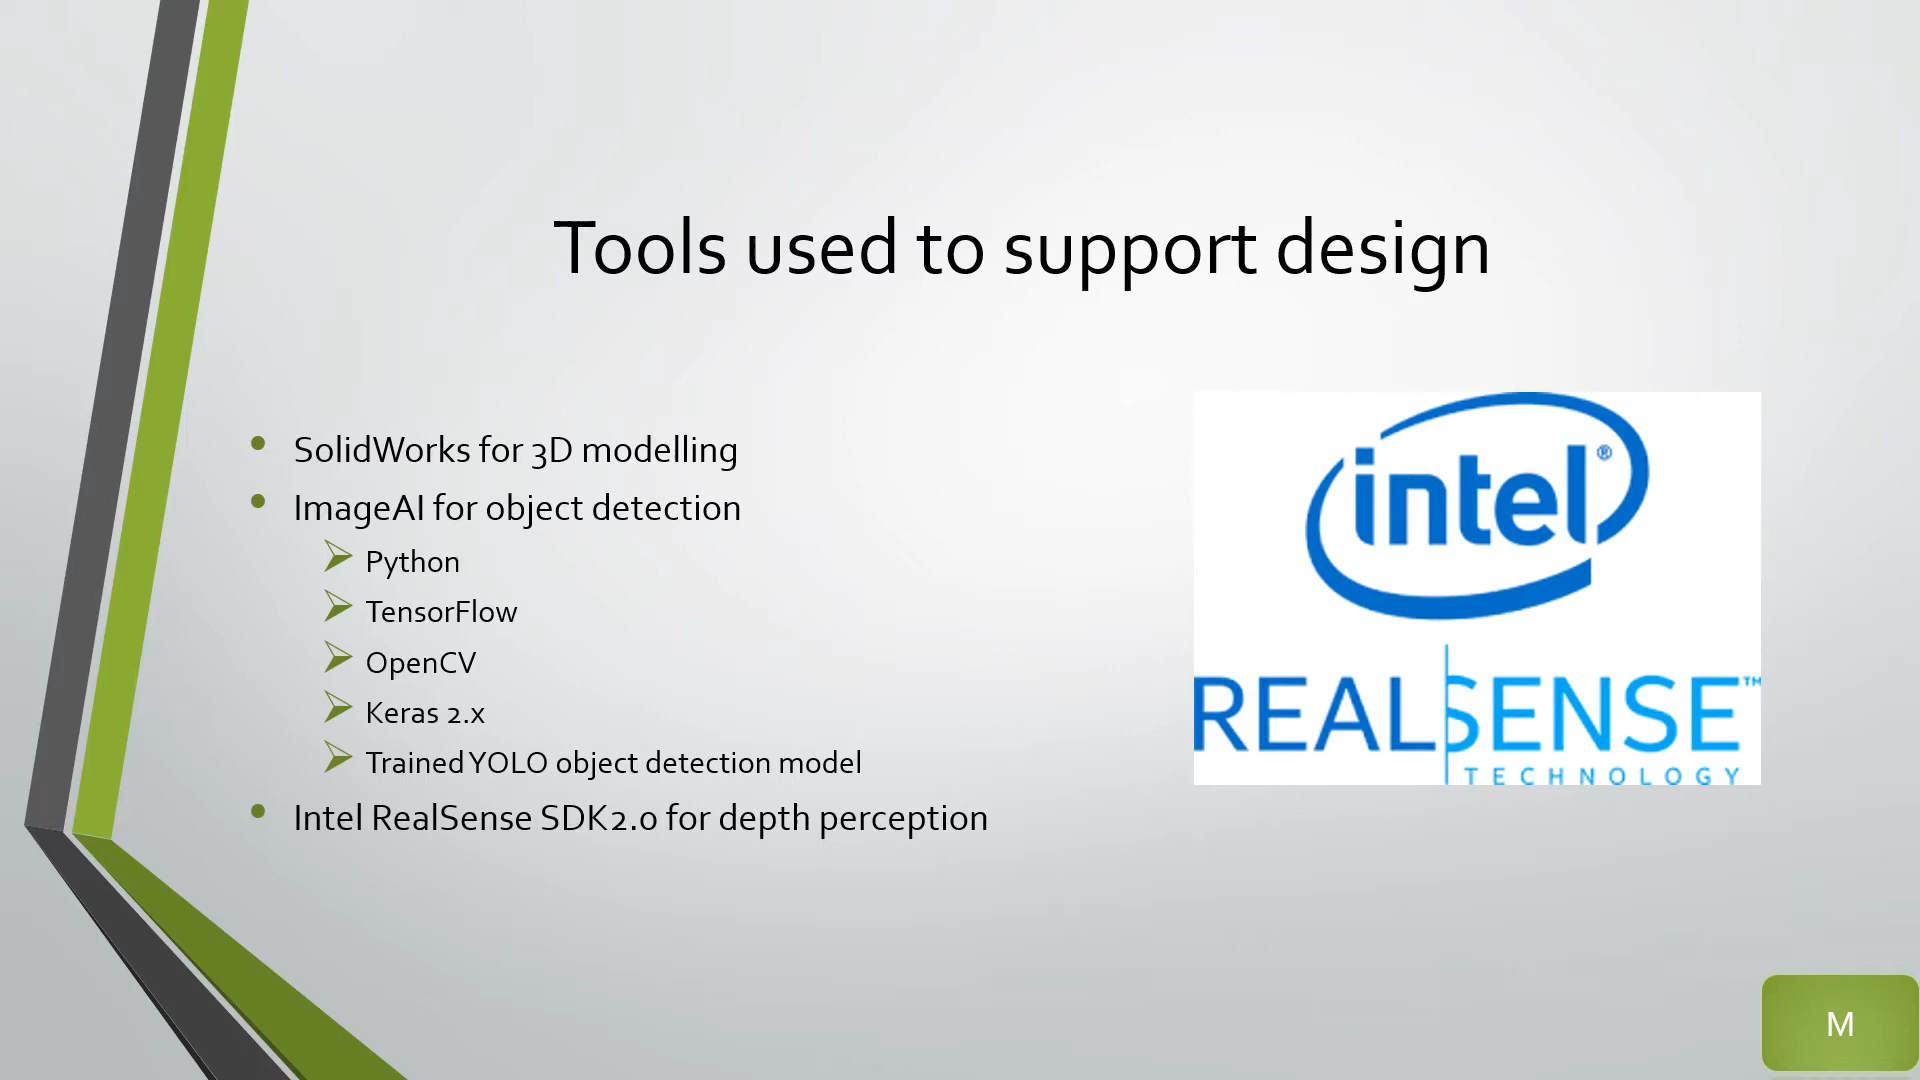 Tools used to support design
SolidWorks for 3D modelling
ImageAI for object detection
Python
TensorFlow
OpenCV
Keras 2.x
Trained YOLO object detection model
Intel RealSense SDK2.0 for depth perception
intel®
REALSENSE™
TECHNOLOGY
M